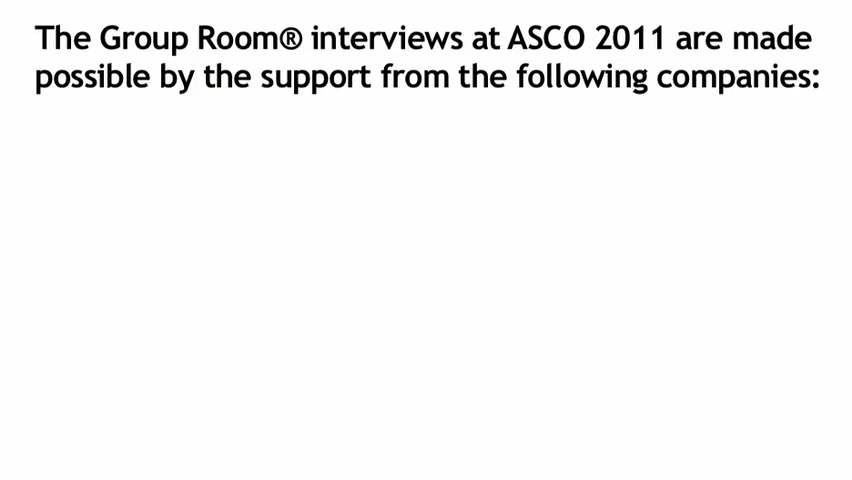 The Group Room® interviews at ASCO 2011 are made
possible by the support from the following companies: